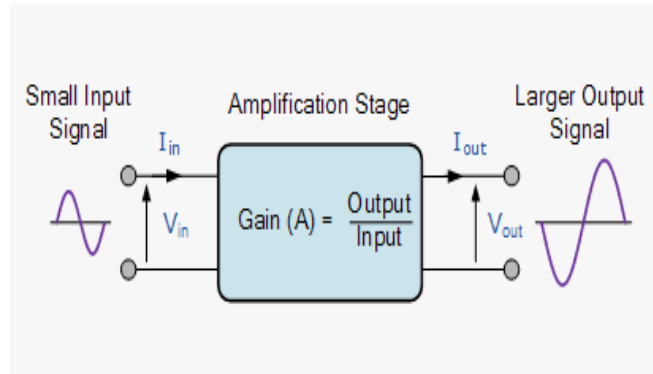 Small Input
Signal
Amplification Stage
Larger Output
Signal
Iin
Iout
Vin
Gain (A) = Output
Input
Vout